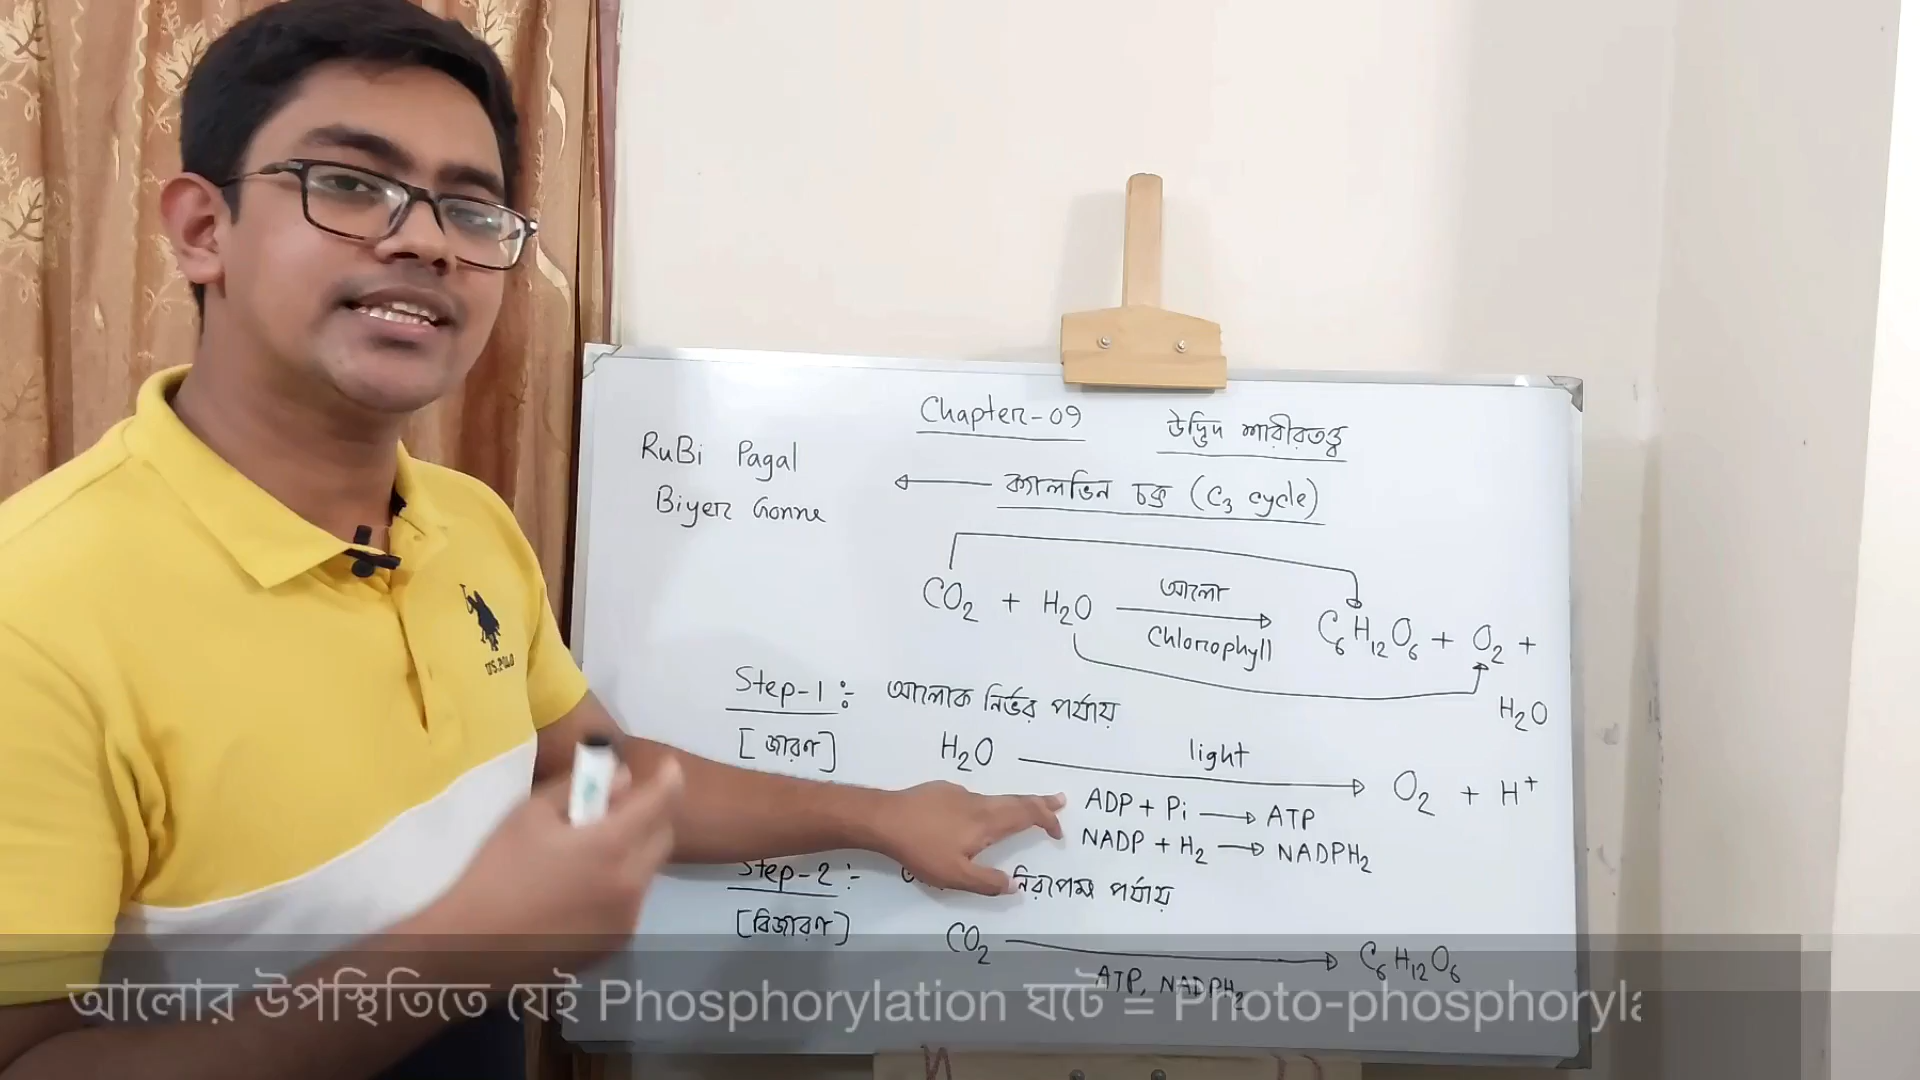 Chapter-09 উদ্ভিদ শারীরতত্ত্ব
RuBi Pagal
Biyer Gonne
ক্যালভিন চক্র (C₃ cycle)
CO₂ + H₂O আলো Chlorophyll → C₆H₁₂O₆ + O₂ +
H₂O
Step-1 :- আলোক নির্ভর পর্যায়
[জারণ] H₂O light → O₂ + H⁺
ADP + Pi → ATP
NADP + H₂ → NADPH₂
Step-2 :- নিরপেক্ষ পর্যায়
[বিজারণ] CO₂ → C₆H₁₂O₆
ATP, NADPH₂
আলোর উপস্থিতিতে যেই Phosphorylation ঘটে = Photo-phosphoryla
U.S. POLO